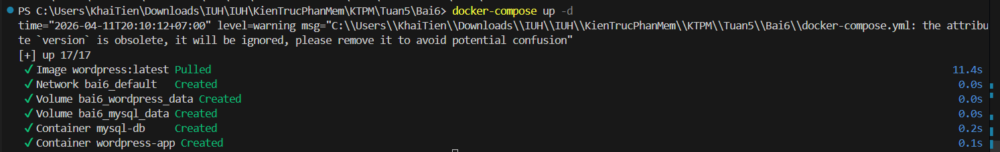 PS C:\Users\KhaiTien\Downloads\IUH\IUH\KienTrucPhanMem\KTPM\Tuan5\Bai6> docker-compose up -d
time="2026-04-11T20:10:12+07:00" level=warning msg="C:\\Users\\KhaiTien\\Downloads\\IUH\\IUH\\KienTrucPhanMem\\KTPM\\Tuan5\\Bai6\\docker-compose.yml: the attribu
te `version` is obsolete, it will be ignored, please remove it to avoid potential confusion"
[+] up 17/17
✔ Image wordpress:latest Pulled 11.4s
✔ Network bai6_default Created 0.0s
✔ Volume bai6_wordpress_data Created 0.0s
✔ Volume bai6_mysql_data Created 0.0s
✔ Container mysql-db Created 0.2s
✔ Container wordpress-app Created 0.1s